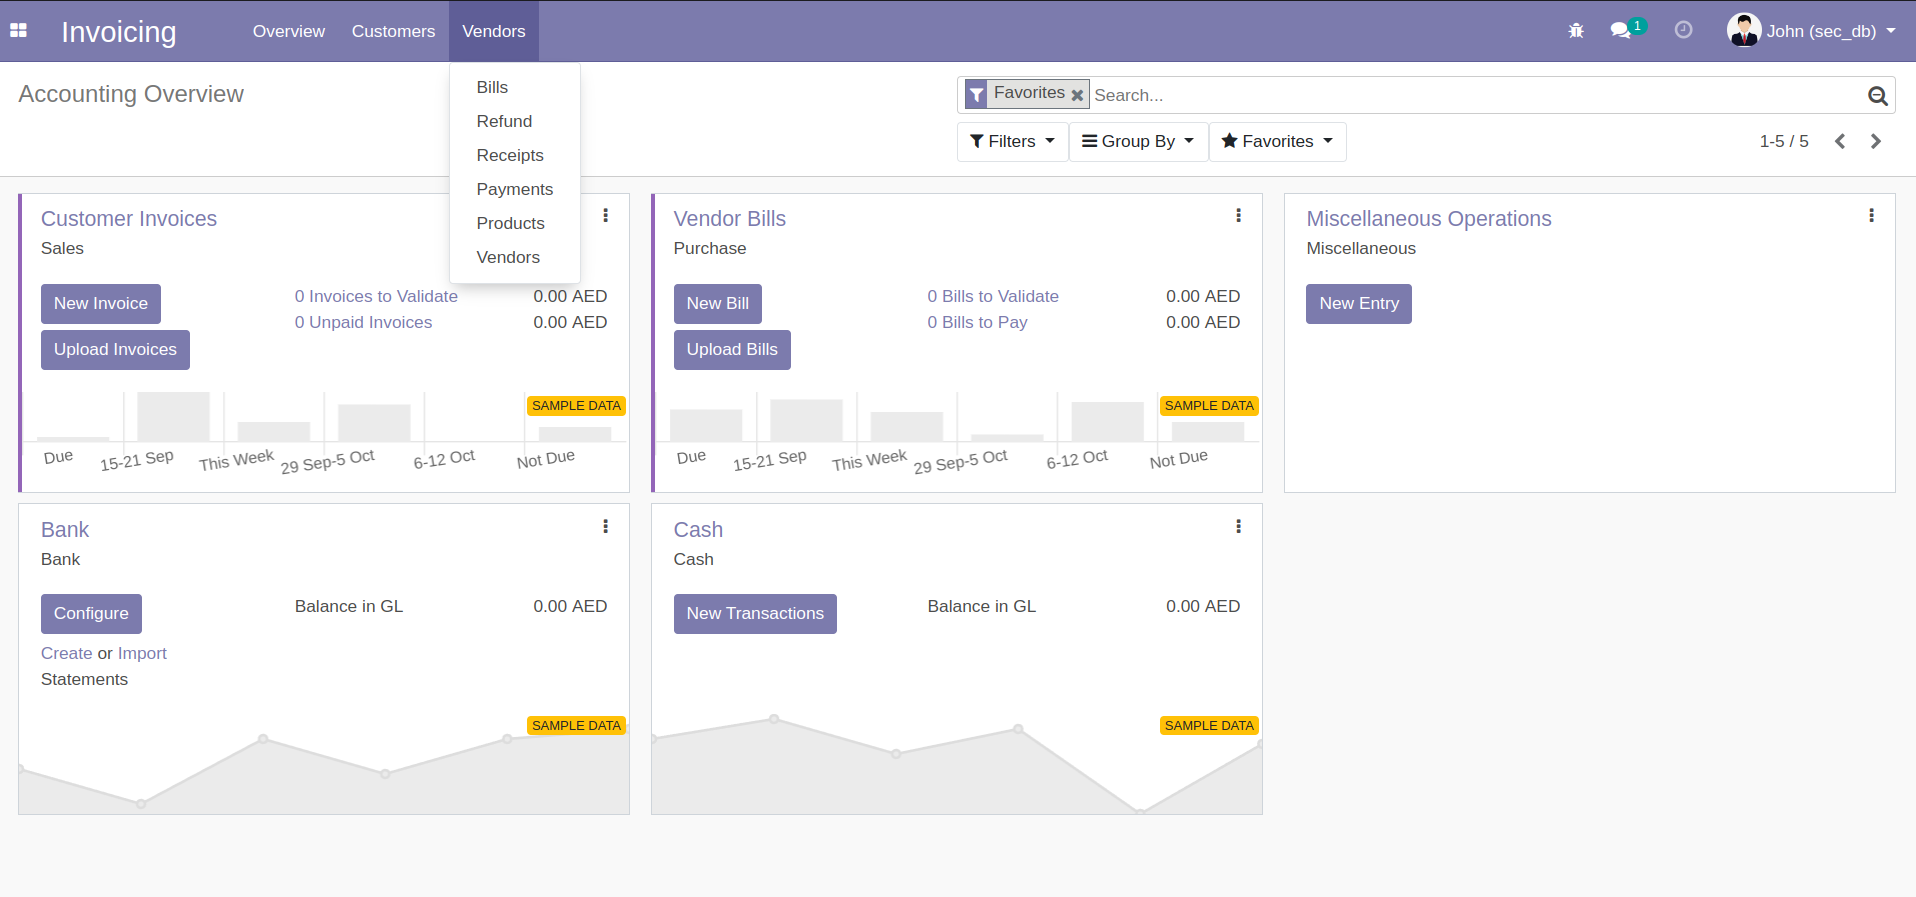 Invoicing
Overview
Customers
Vendors
1
John (sec_db)
Bills
Refund
Receipts
Payments
Products
Vendors
Accounting Overview
Favorites
Search...
Filters
Group By
Favorites
1-5 / 5
Customer Invoices
Sales
New Invoice
Upload Invoices
0 Invoices to Validate 0.00 AED
0 Unpaid Invoices 0.00 AED
SAMPLE DATA
Due 15-21 Sep This Week 29 Sep-5 Oct 6-12 Oct Not Due
Vendor Bills
Purchase
New Bill
Upload Bills
0 Bills to Validate 0.00 AED
0 Bills to Pay 0.00 AED
SAMPLE DATA
Due 15-21 Sep This Week 29 Sep-5 Oct 6-12 Oct Not Due
Miscellaneous Operations
Miscellaneous
New Entry
Bank
Bank
Configure
Balance in GL 0.00 AED
Create or Import
Statements
SAMPLE DATA
Cash
Cash
New Transactions
Balance in GL 0.00 AED
SAMPLE DATA